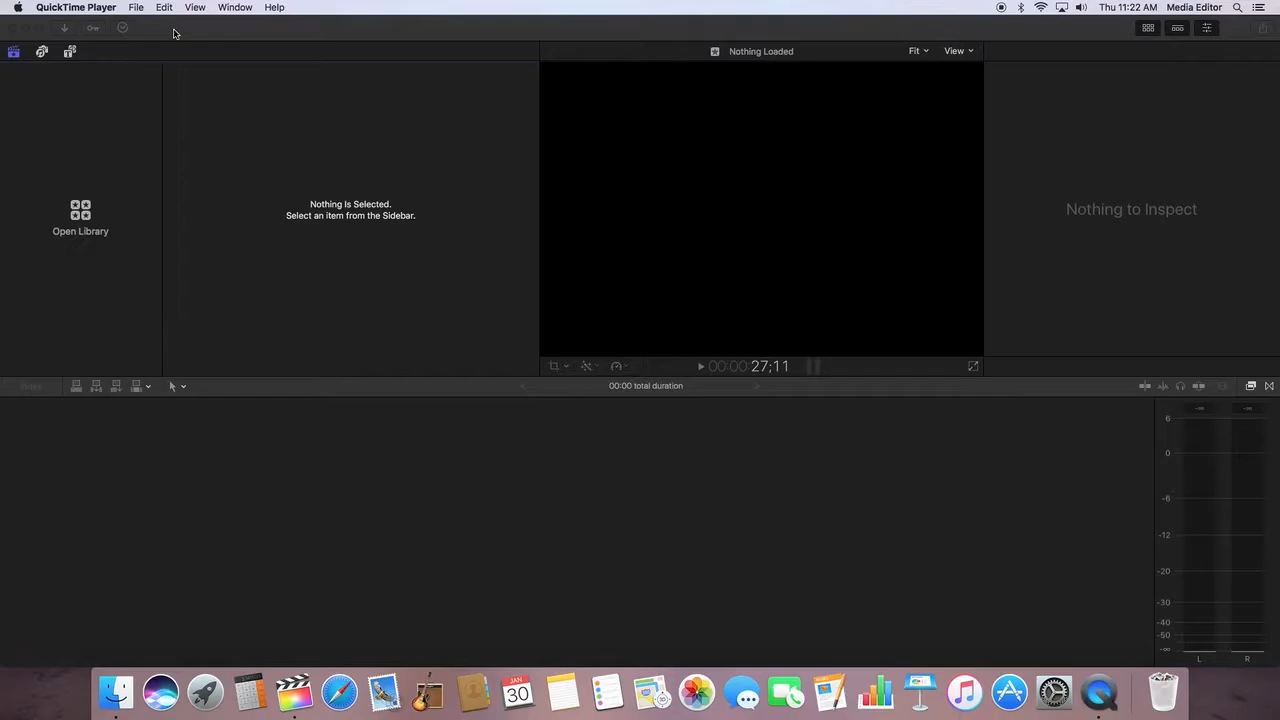 QuickTime Player File Edit View Window Help
Thu 11:22 AM Media Editor
Nothing Loaded
Fit
View
Nothing Is Selected.
Select an item from the Sidebar.
Open Library
Nothing to Inspect
00:00 27;11
Index
00:00 total duration
-∞ -∞
6
0
-6
-12
-20
-30
-40
-50
-∞
L R
JAN
30